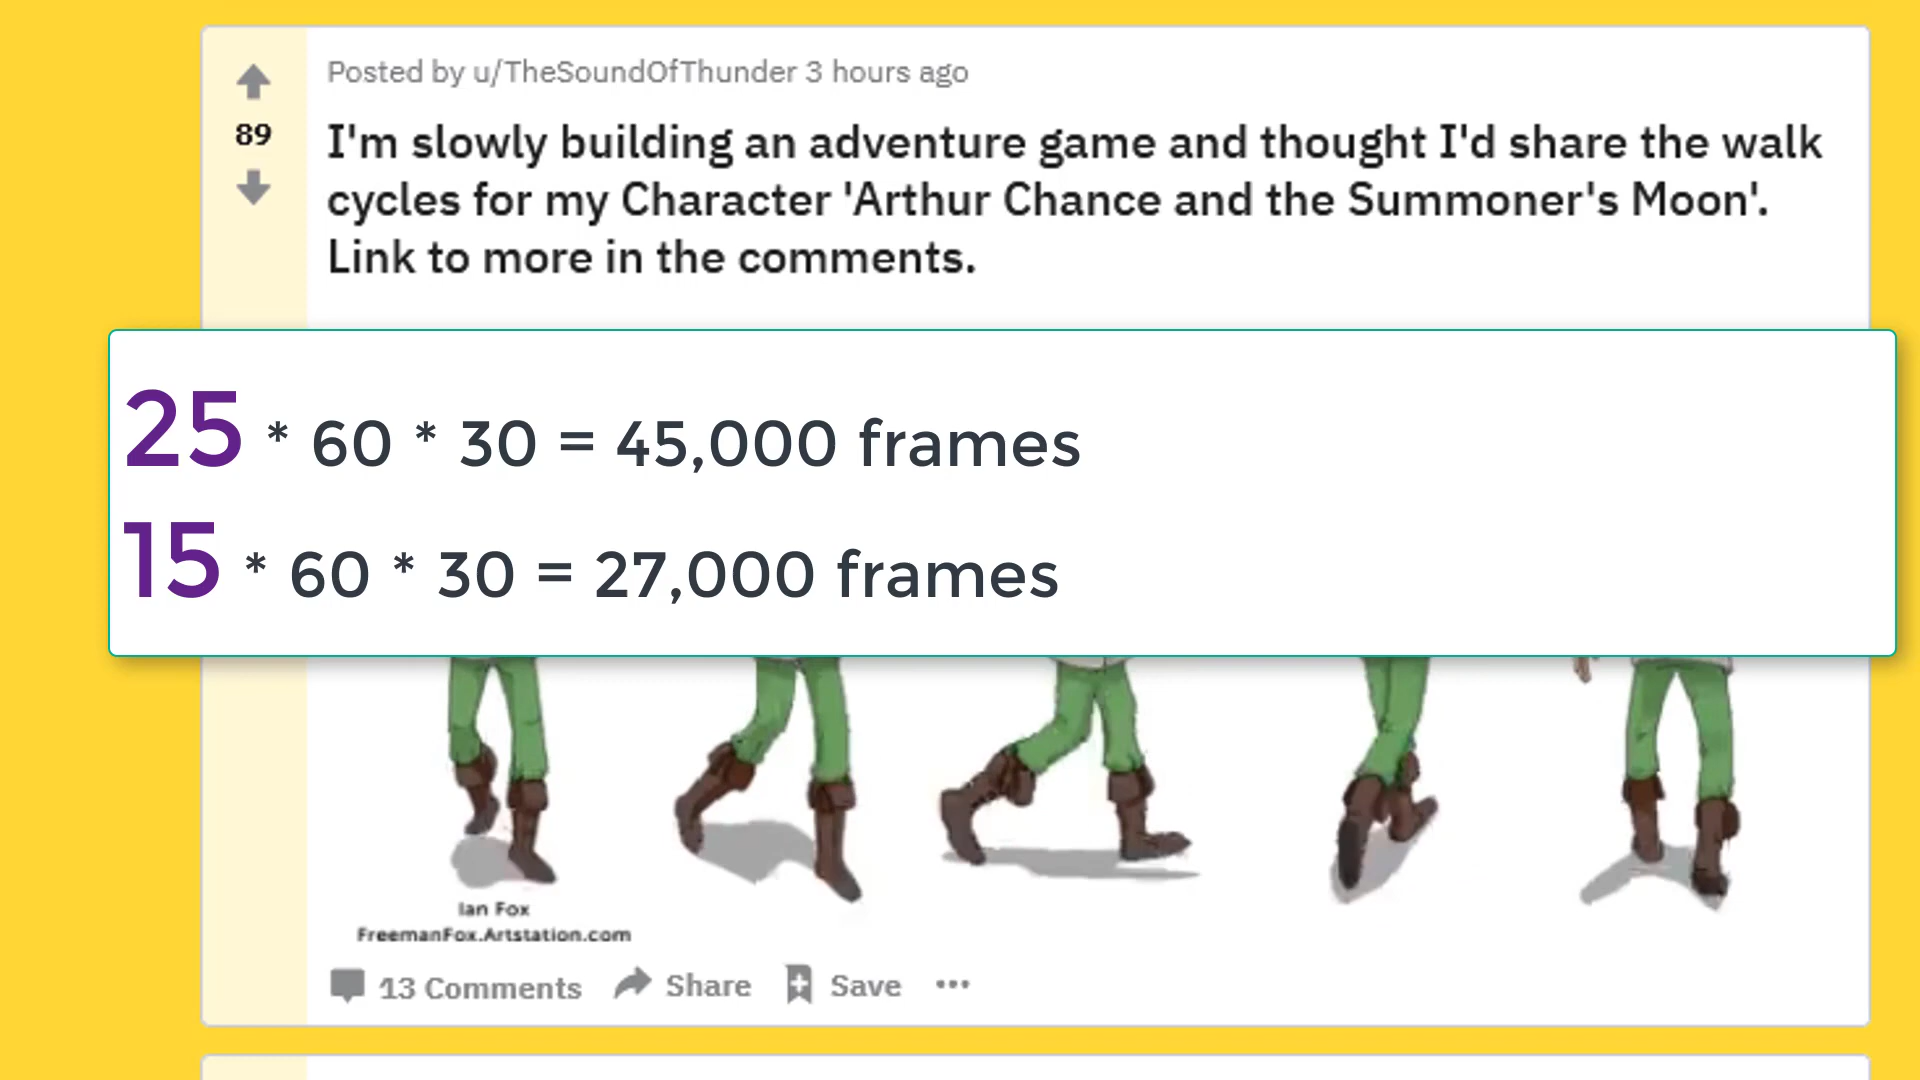 Posted by u/TheSoundOfThunder 3 hours ago
89
I'm slowly building an adventure game and thought I'd share the walk
cycles for my Character 'Arthur Chance and the Summoner's Moon'.
Link to more in the comments.
25 * 60 * 30 = 45,000 frames
15 * 60 * 30 = 27,000 frames
Ian Fox
FreemanFox.Artstation.com
13 Comments Share Save ...